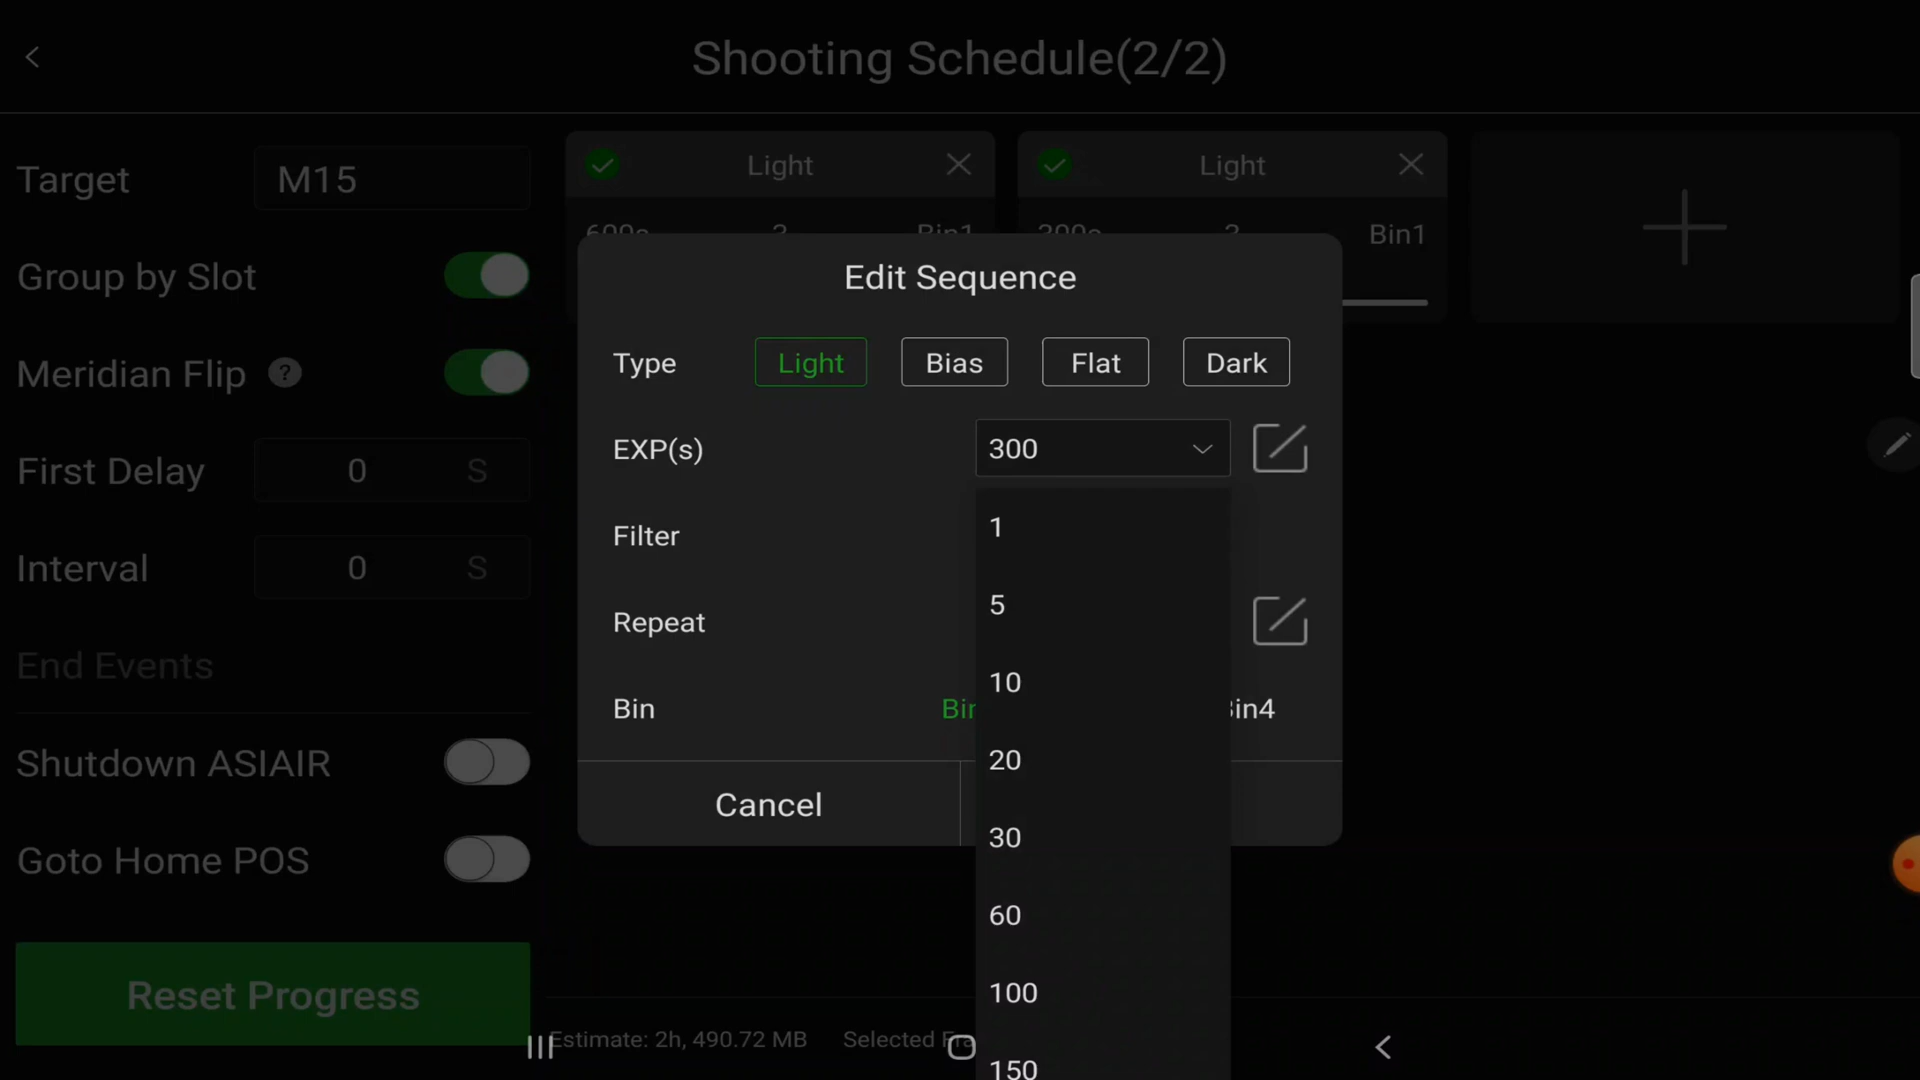 Shooting Schedule(2/2)
Target M15
Group by Slot
Meridian Flip ?
First Delay 0 S
Interval 0 S
End Events
Shutdown ASIAIR
Goto Home POS
Reset Progress
Light
Light
Bin1
Edit Sequence
Type Light Bias Flat Dark
EXP(s) 300
1
5
10
20
30
60
100
150
Filter
Repeat
Bin
Cancel
Estimate: 2h, 490.72 MB Selected